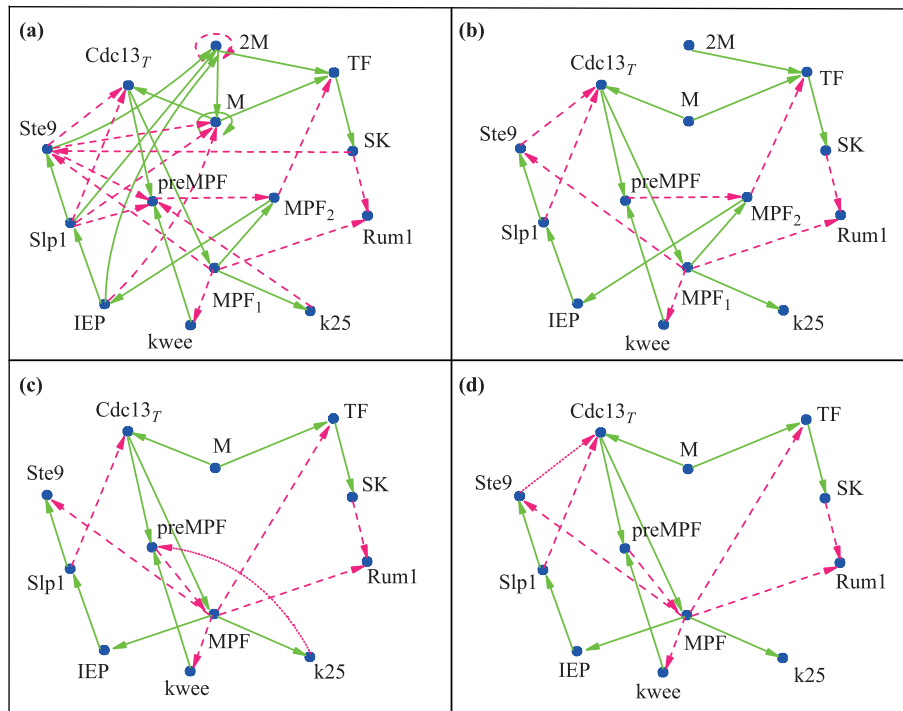 (a)
2M
Cdc13T
TF
M
Ste9
SK
preMPF
MPF2
Slp1
Rum1
MPF1
IEP
k25
kwee
(b)
2M
Cdc13T
TF
M
Ste9
SK
preMPF
MPF2
Slp1
Rum1
MPF1
IEP
k25
kwee
(c)
Cdc13T
TF
M
Ste9
SK
preMPF
Slp1
Rum1
MPF
IEP
k25
kwee
(d)
Cdc13T
TF
M
Ste9
SK
preMPF
Slp1
Rum1
MPF
IEP
k25
kwee